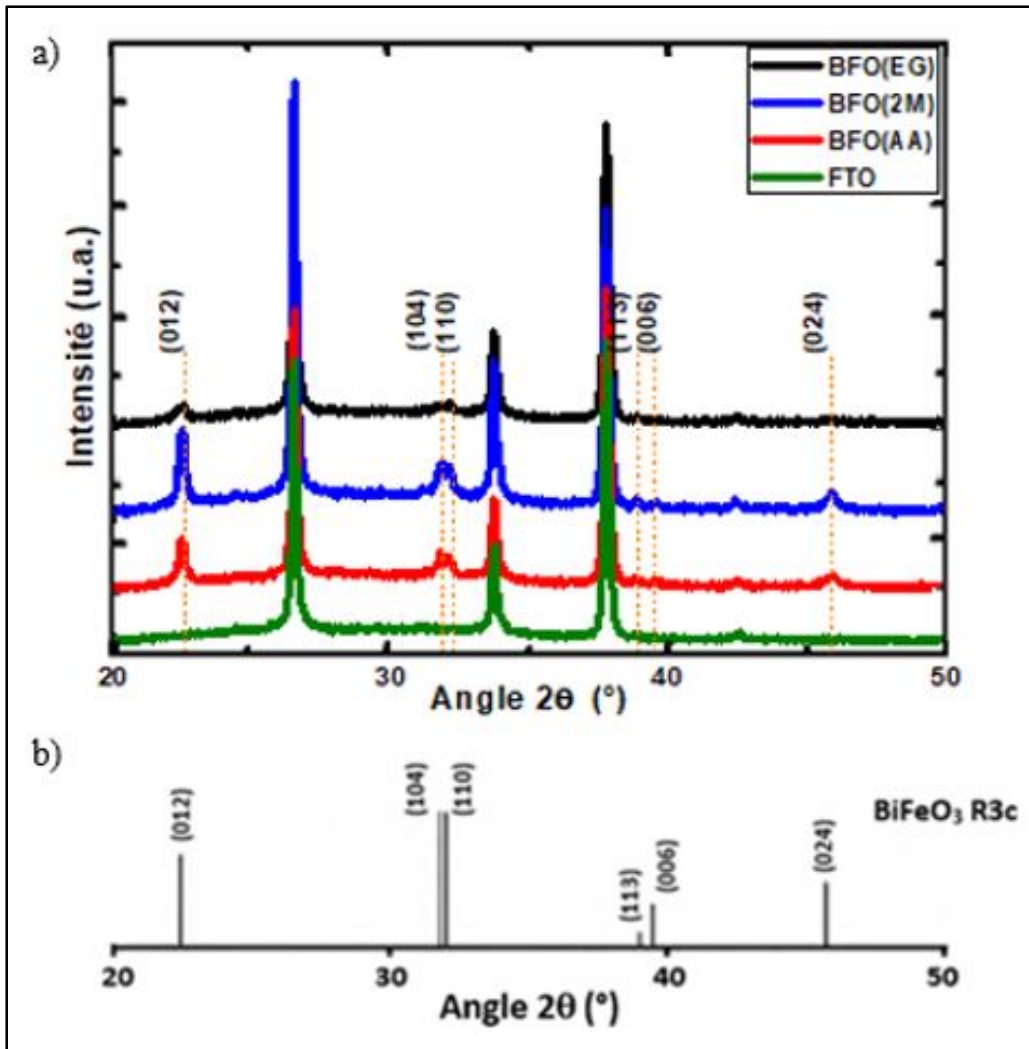 a)
BFO(EG)
BFO(2M)
BFO(AA)
FTO
Intensité (u.a.)
(012)
(104)
(110)
(113)
(006)
(024)
20
30
40
50
Angle 2θ (°)
b)
(012)
(104)
(110)
(113)
(006)
(024)
BiFeO₃ R3c
20
30
40
50
Angle 2θ (°)